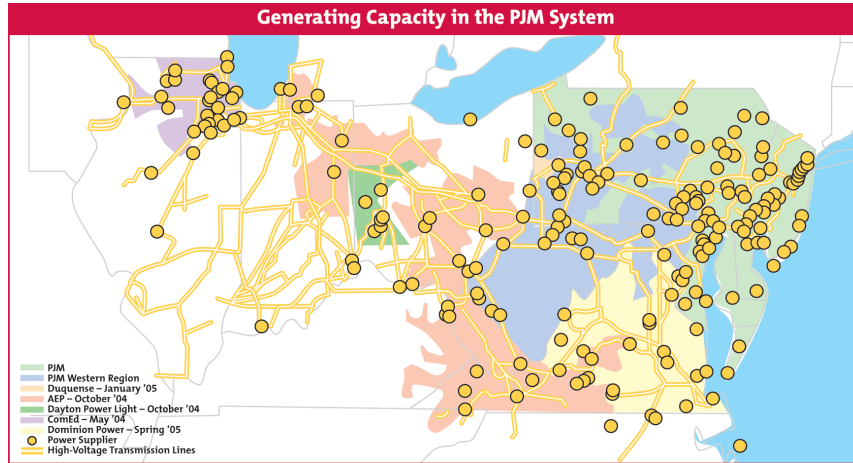 Generating Capacity in the PJM System
PJM
PJM Western Region
Duquense – January '05
AEP – October '04
Dayton Power Light – October '04
ComEd – May '04
Dominion Power – Spring '05
Power Supplier
High-Voltage Transmission Lines